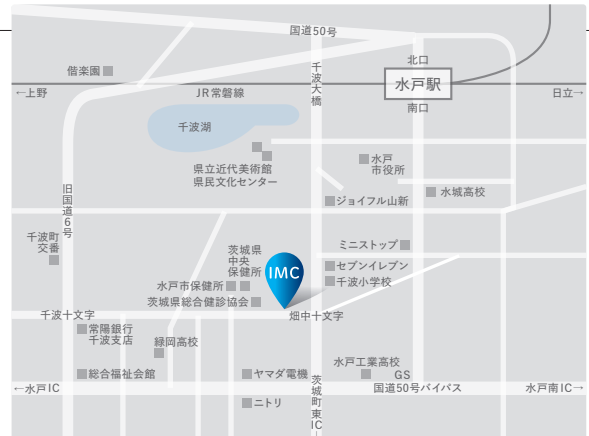 国道50号
偕楽園
千波大橋
北口
水戸駅
←上野
JR常磐線
日立→
南口
千波湖
県立近代美術館
県民文化センター
水戸
市役所
水城高校
ジョイフル山新
旧国道6号
千波町
交番
茨城県
中央
保健所
ミニストップ
IMC
セブンイレブン
千波小学校
水戸市保健所
茨城県総合健診協会
千波十文字
畑中十文字
常陽銀行
千波支店
緑岡高校
水戸工業高校
総合福祉会館
ヤマダ電機
GS
←水戸IC
国道50号バイパス
水戸南IC→
茨城町東IC→
ニトリ